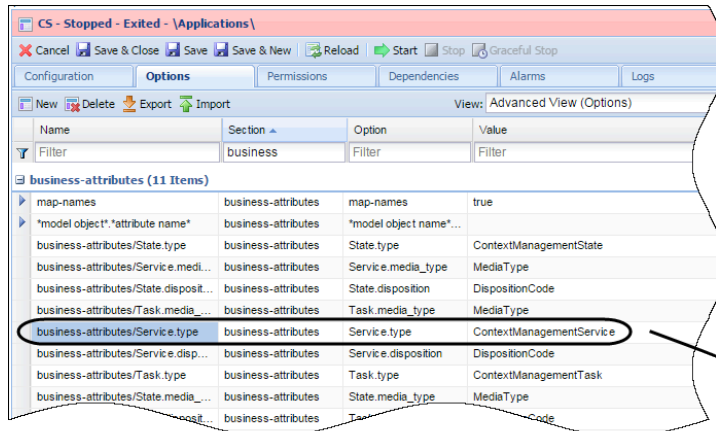 CS - Stopped - Exited - \Applications\
Cancel Save & Close Save Save & New Reload Start Stop Graceful Stop
Configuration Options Permissions Dependencies Alarms Logs
New Delete Export Import View: Advanced View (Options)
Name Section Option Value
Filter business Filter Filter
business-attributes (11 Items)
map-names business-attributes map-names true
*model object*.*attribute name* business-attributes *model object name*...
business-attributes/State.type business-attributes State.type ContextManagementState
business-attributes/Service.medi... business-attributes Service.media_type MediaType
business-attributes/State.disposit... business-attributes State.disposition DispositionCode
business-attributes/Task.media_... business-attributes Task.media_type MediaType
business-attributes/Service.type business-attributes Service.type ContextManagementService
business-attributes/Service.disp... business-attributes Service.disposition DispositionCode
business-attributes/Task.type business-attributes Task.type ContextManagementTask
business-attributes/State.media_... business-attributes State.media_type MediaType
business-attributes